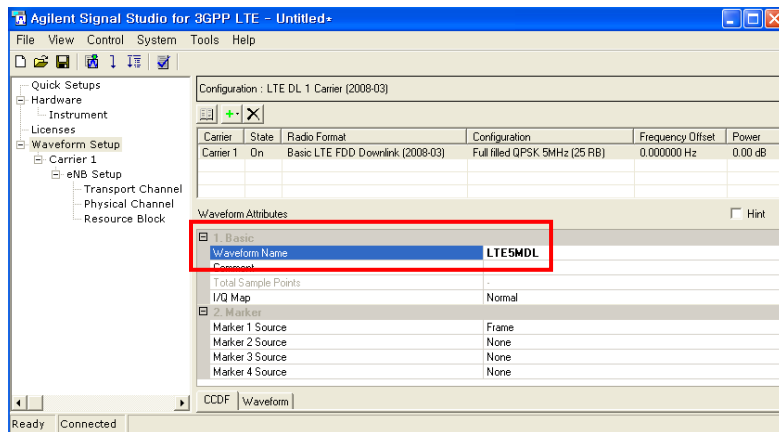 Agilent Signal Studio for 3GPP LTE - Untitled*
File View Control System Tools Help
Quick Setups
Hardware
Instrument
Licenses
Waveform Setup
Carrier 1
eNB Setup
Transport Channel
Physical Channel
Resource Block
Configuration : LTE DL 1 Carrier (2008-03)
Carrier State Radio Format Configuration Frequency Offset Power
Carrier 1 On Basic LTE FDD Downlink (2008-03) Full filled QPSK 5MHz (25 RB) 0.000000 Hz 0.00 dB
Waveform Attributes Hint
1. Basic
Waveform Name LTE5MDL
Comment
Total Sample Points -
I/Q Map Normal
2. Marker
Marker 1 Source Frame
Marker 2 Source None
Marker 3 Source None
Marker 4 Source None
CCDF Waveform
Ready Connected